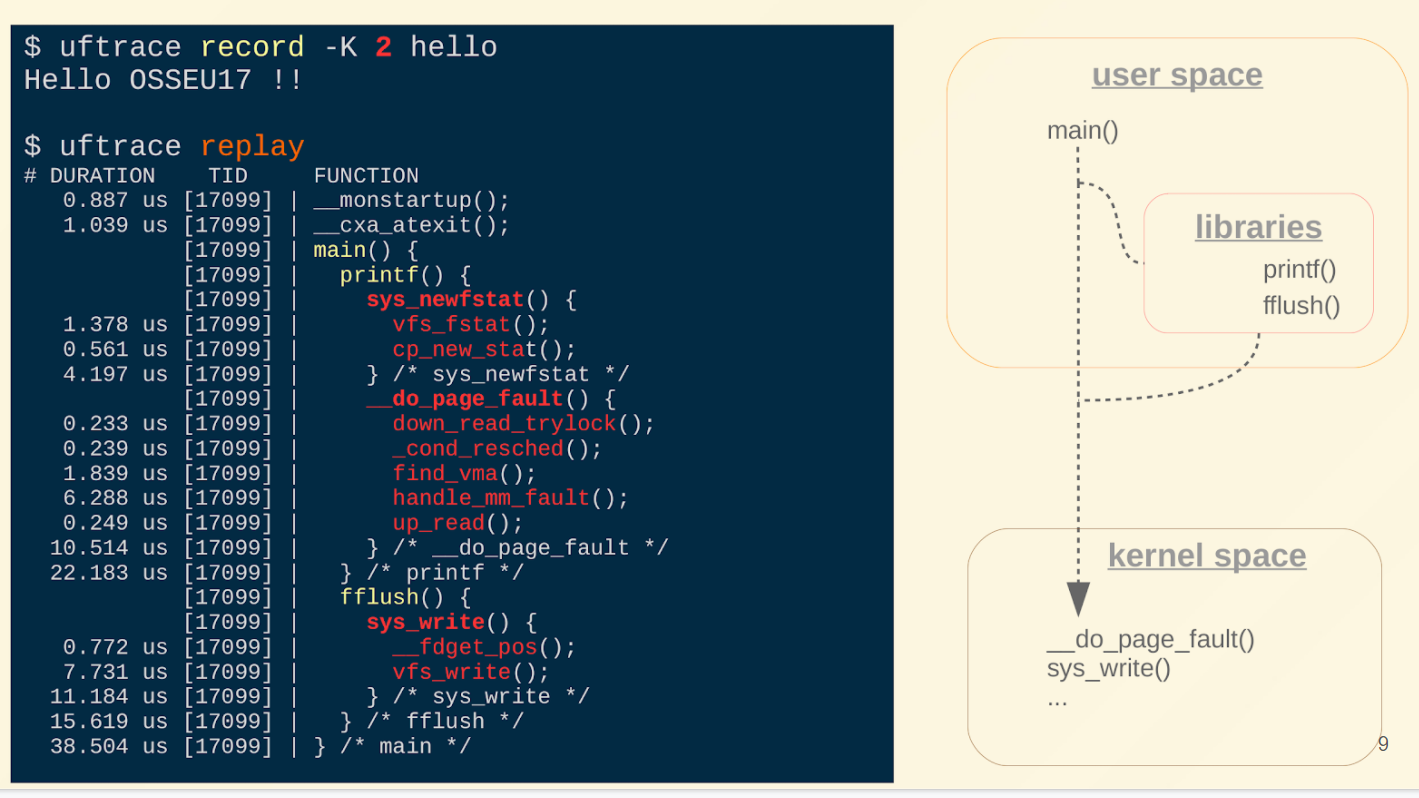 $ uftrace record -K 2 hello
Hello OSSEU17 !!
$ uftrace replay
# DURATION    TID     FUNCTION
   0.887 us [17099] | __monstartup();
   1.039 us [17099] | __cxa_atexit();
            [17099] | main() {
            [17099] |   printf() {
            [17099] |     sys_newfstat() {
   1.378 us [17099] |       vfs_fstat();
   0.561 us [17099] |       cp_new_stat();
   4.197 us [17099] |     } /* sys_newfstat */
            [17099] |     __do_page_fault() {
   0.233 us [17099] |       down_read_trylock();
   0.239 us [17099] |       _cond_resched();
   1.839 us [17099] |       find_vma();
   6.288 us [17099] |       handle_mm_fault();
   0.249 us [17099] |       up_read();
  10.514 us [17099] |     } /* __do_page_fault */
  22.183 us [17099] |   } /* printf */
            [17099] |   fflush() {
            [17099] |     sys_write() {
   0.772 us [17099] |       __fdget_pos();
   7.731 us [17099] |       vfs_write();
  11.184 us [17099] |     } /* sys_write */
  15.619 us [17099] |   } /* fflush */
  38.504 us [17099] | } /* main */
user space
main()
libraries
printf()
fflush()
kernel space
__do_page_fault()
sys_write()
...
9